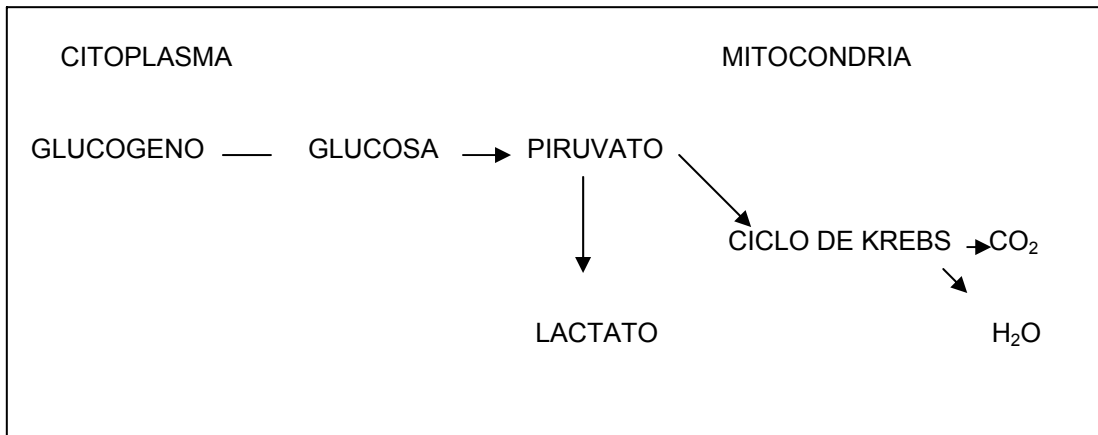 CITOPLASMA MITOCONDRIA
GLUCOGENO GLUCOSA PIRUVATO
CICLO DE KREBS CO₂
LACTATO H₂O